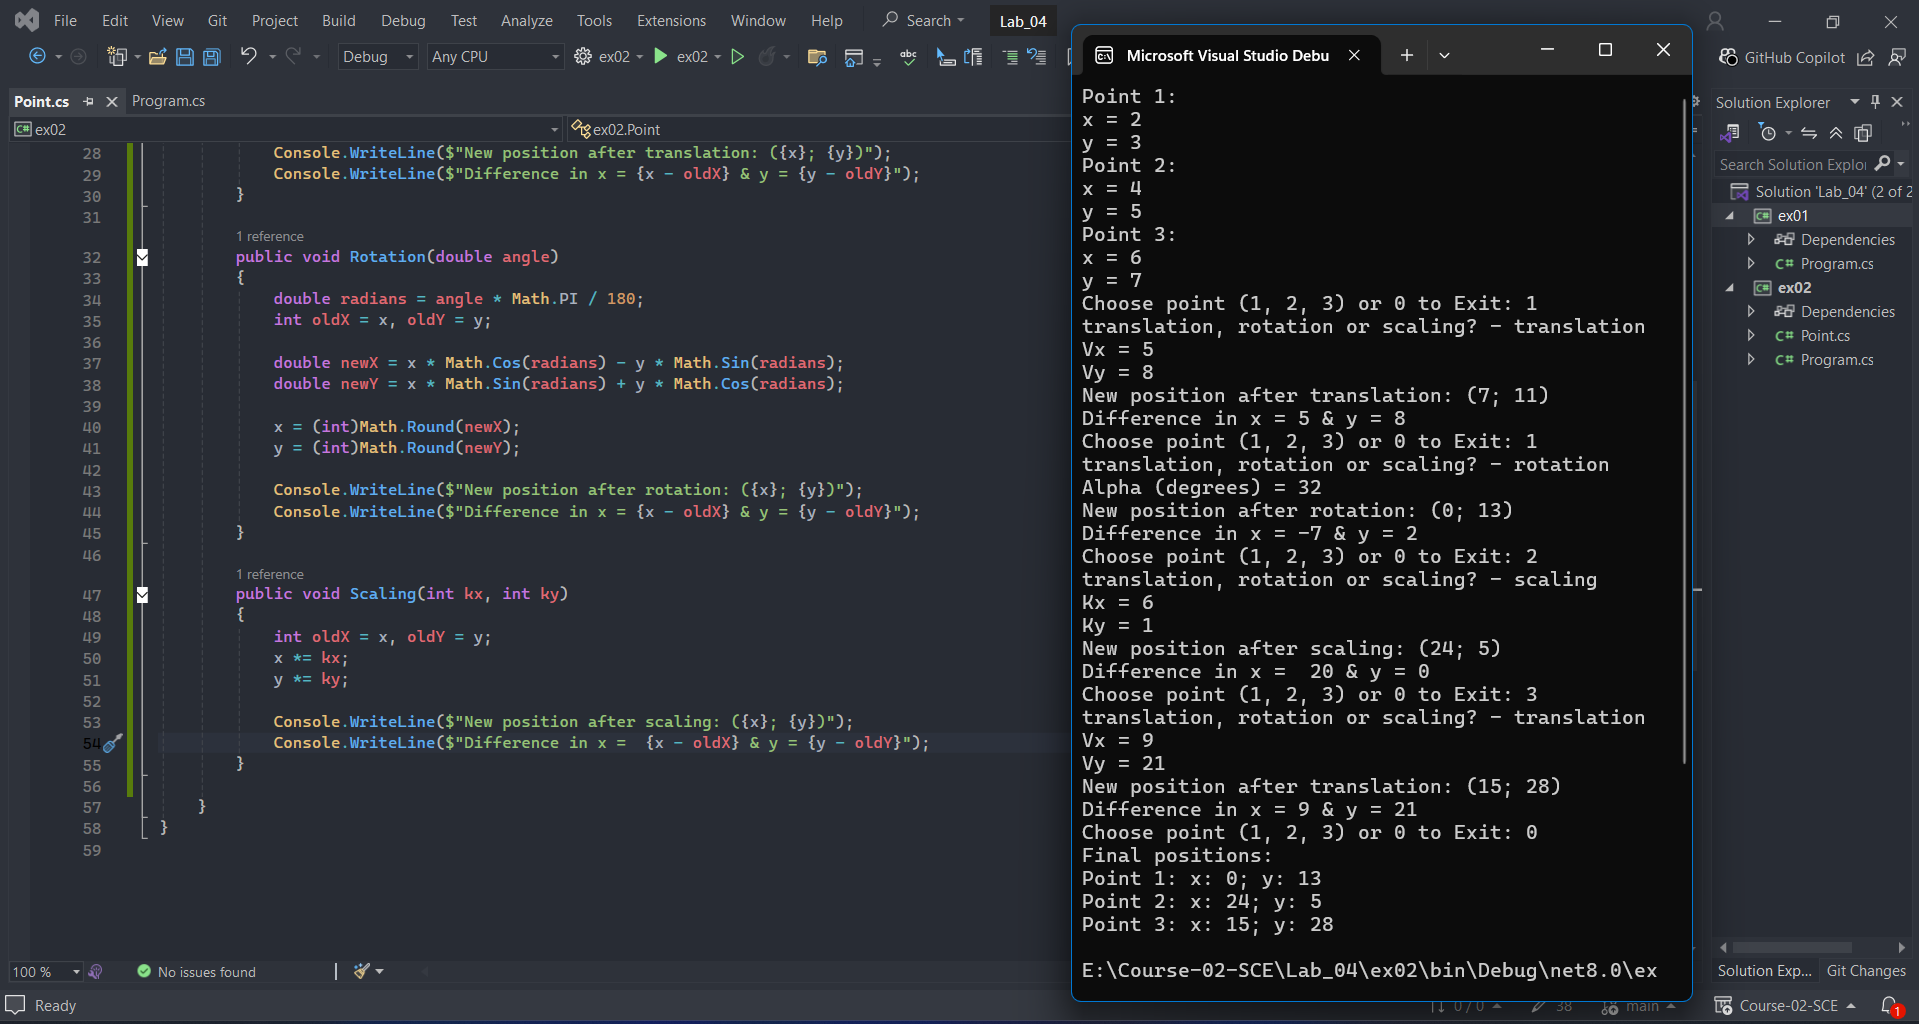 File Edit View Git Project Build Debug Test Analyze Tools Extensions Window Help Search Lab_04
Debug Any CPU ex02 ex02 abc GitHub Copilot
Point.cs Program.cs
ex02 ex02.Point
28 Console.WriteLine($"New position after translation: ({x}; {y})");
29 Console.WriteLine($"Difference in x = {x - oldX} & y = {y - oldY}");
30 }
31
1 reference
32 public void Rotation(double angle)
33 {
34 double radians = angle * Math.PI / 180;
35 int oldX = x, oldY = y;
36
37 double newX = x * Math.Cos(radians) - y * Math.Sin(radians);
38 double newY = x * Math.Sin(radians) + y * Math.Cos(radians);
39
40 x = (int)Math.Round(newX);
41 y = (int)Math.Round(newY);
42
43 Console.WriteLine($"New position after rotation: ({x}; {y})");
44 Console.WriteLine($"Difference in x = {x - oldX} & y = {y - oldY}");
45 }
46
1 reference
47 public void Scaling(int kx, int ky)
48 {
49 int oldX = x, oldY = y;
50 x *= kx;
51 y *= ky;
52
53 Console.WriteLine($"New position after scaling: ({x}; {y})");
54 Console.WriteLine($"Difference in x =  {x - oldX} & y = {y - oldY}");
55 }
56
57 }
58 }
59
100 % No issues found
Ready
Microsoft Visual Studio Debu
Point 1:
x = 2
y = 3
Point 2:
x = 4
y = 5
Point 3:
x = 6
y = 7
Choose point (1, 2, 3) or 0 to Exit: 1
translation, rotation or scaling? - translation
Vx = 5
Vy = 8
New position after translation: (7; 11)
Difference in x = 5 & y = 8
Choose point (1, 2, 3) or 0 to Exit: 1
translation, rotation or scaling? - rotation
Alpha (degrees) = 32
New position after rotation: (0; 13)
Difference in x = -7 & y = 2
Choose point (1, 2, 3) or 0 to Exit: 2
translation, rotation or scaling? - scaling
Kx = 6
Ky = 1
New position after scaling: (24; 5)
Difference in x =  20 & y = 0
Choose point (1, 2, 3) or 0 to Exit: 3
translation, rotation or scaling? - translation
Vx = 9
Vy = 21
New position after translation: (15; 28)
Difference in x = 9 & y = 21
Choose point (1, 2, 3) or 0 to Exit: 0
Final positions:
Point 1: x: 0; y: 13
Point 2: x: 24; y: 5
Point 3: x: 15; y: 28
E:\Course-02-SCE\Lab_04\ex02\bin\Debug\net8.0\ex
0 / 0 38 main
Solution Explorer
Search Solution Explo
Solution 'Lab_04' (2 of 2
ex01
Dependencies
C# Program.cs
ex02
Dependencies
C# Point.cs
C# Program.cs
Solution Exp... Git Changes
Course-02-SCE 1